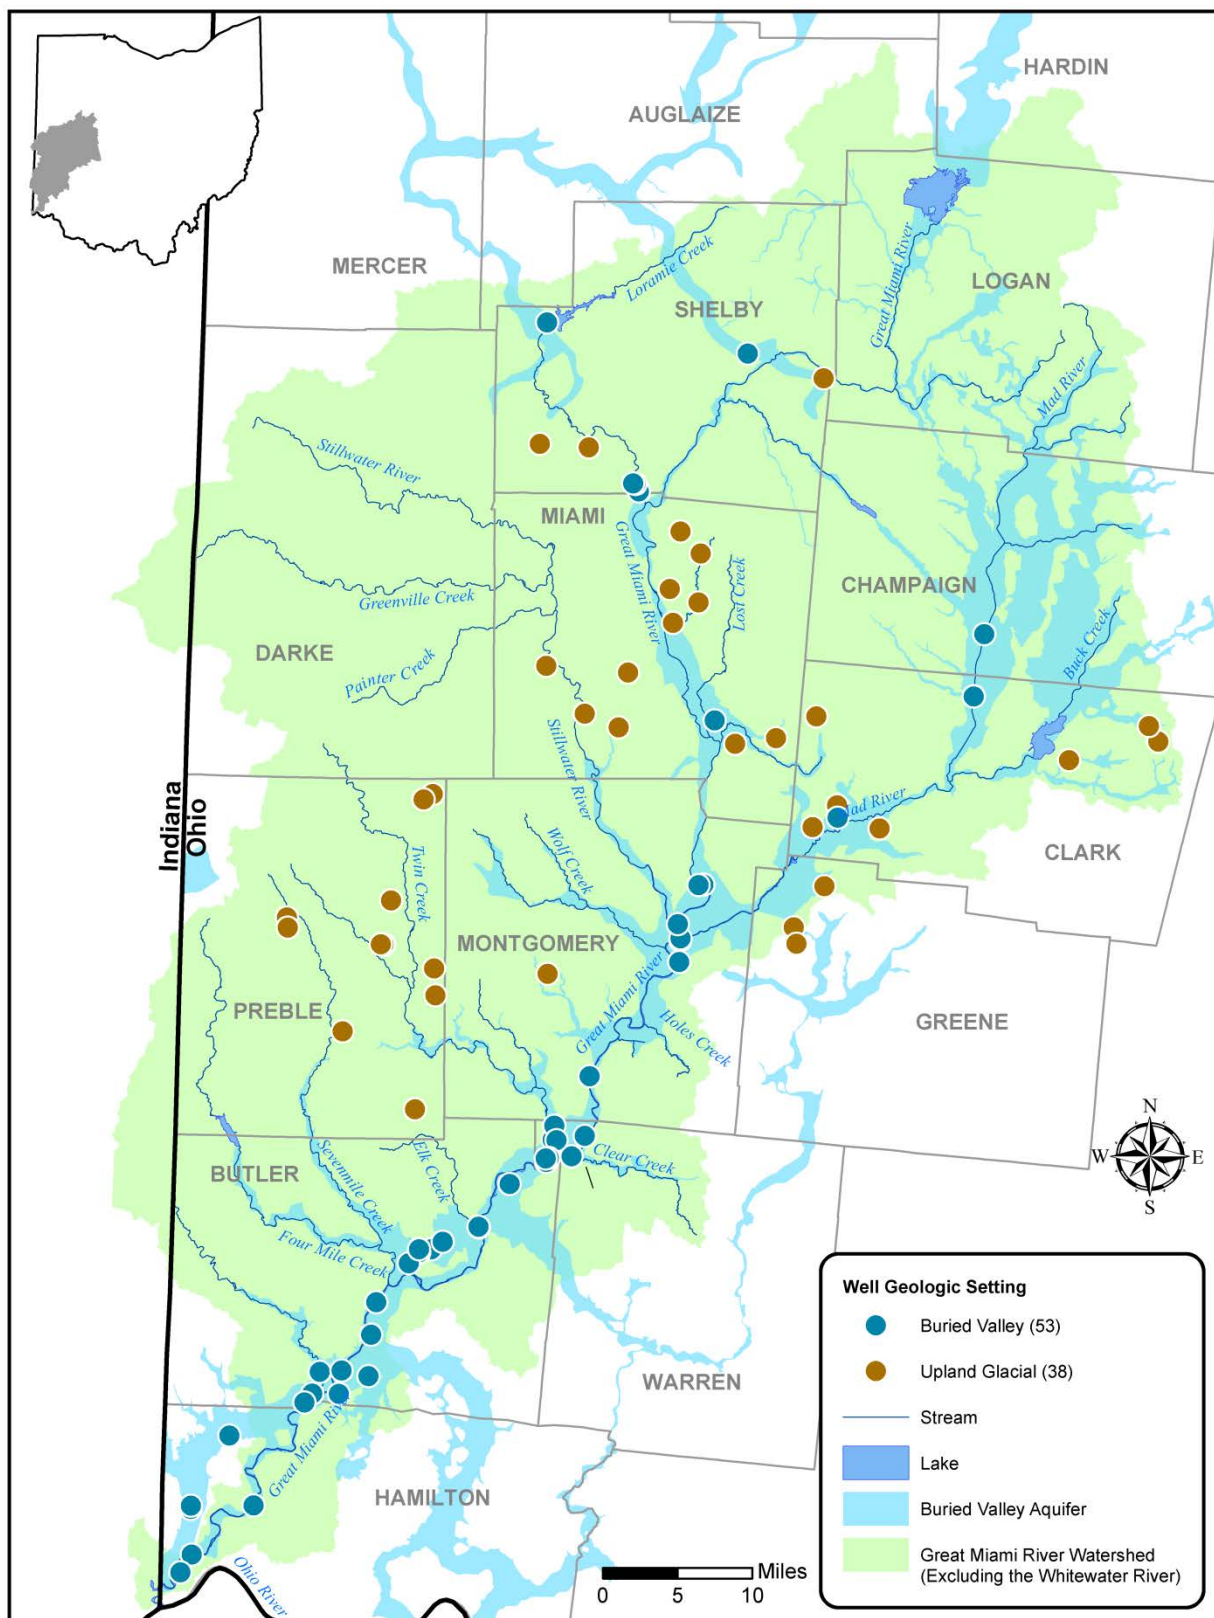 HARDIN
AUGLAIZE
MERCER
Loramie Creek
Great Miami River
LOGAN
SHELBY
Mad River
Stillwater River
MIAMI
Great Miami River
CHAMPAIGN
Greenville Creek
Lost Creek
Buck Creek
DARKE
Painter Creek
Stillwater River
Indiana
Ohio
Mad River
Wolf Creek
Twin Creek
CLARK
MONTGOMERY
PREBLE
Great Miami River
GREENE
Holes Creek
N
W E
S
BUTLER
Sevenmile Creek
Elk Creek
Clear Creek
Four Mile Creek
WARREN
Great Miami River
HAMILTON
Ohio River
Miles
0 5 10
Well Geologic Setting
Buried Valley (53)
Upland Glacial (38)
Stream
Lake
Buried Valley Aquifer
Great Miami River Watershed
(Excluding the Whitewater River)